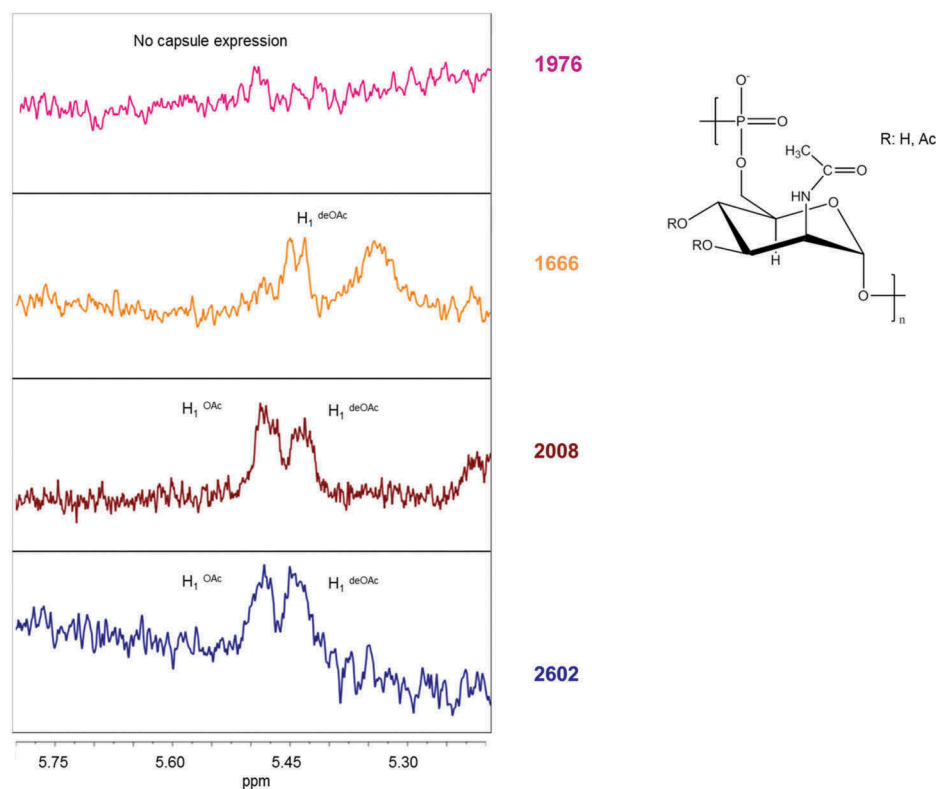 No capsule expression
1976
H1 deOAc
1666
H1 OAc
H1 deOAc
2008
H1 OAc
H1 deOAc
2602
5.75 5.60 5.45 5.30
ppm
O-
P O
O
H3C C O
HN O
RO
RO
H
O
n
R: H, Ac